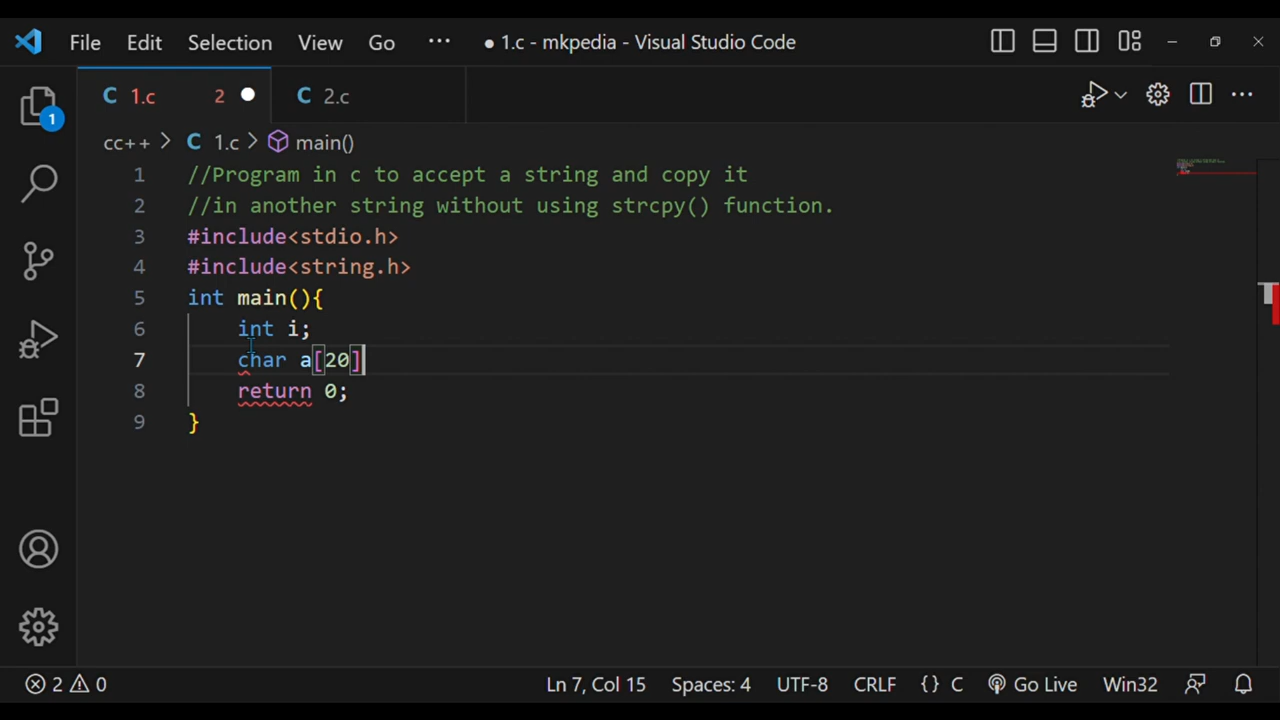 File Edit Selection View Go ··· ● 1.c - mkpedia - Visual Studio Code
C 1.c 2 ● C 2.c
1
cc++ > C 1.c > main()
1 //Program in c to accept a string and copy it
2 //in another string without using strcpy() function.
3 #include<stdio.h>
4 #include<string.h>
5 int main(){
6 int i;
7 char a[20]
8 return 0;
9 }
2 0 Ln 7, Col 15 Spaces: 4 UTF-8 CRLF {} C Go Live Win32